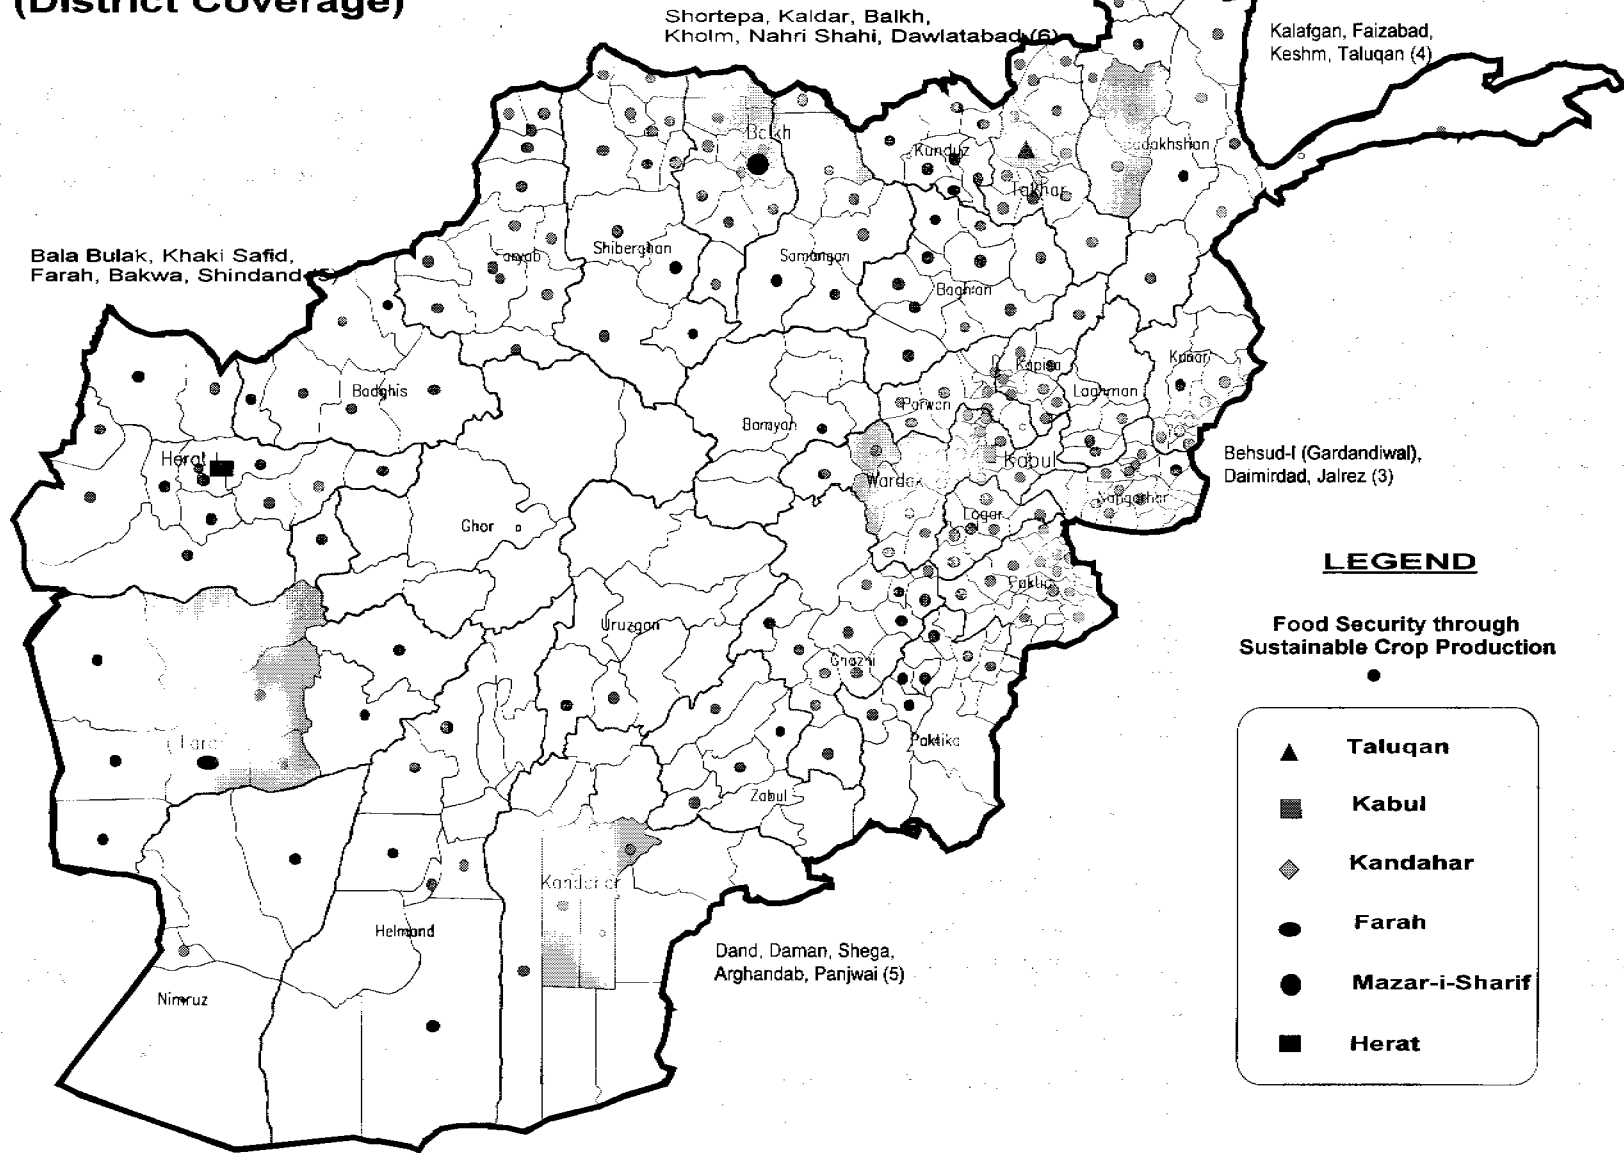 (District Coverage)
Shortepa, Kaldar, Balkh,
Kholm, Nahri Shahi, Dawlatabad (6)
Kalafgan, Faizabad,
Keshm, Taluqan (4)
Balkh
Kunduz
Takhar
Bala Bulak, Khaki Safid,
Farah, Bakwa, Shindand (5)
Faryab
Shiberghan
Samangan
Baghlan
Kapisa
Kunar
Badghis
Laghman
Parwan
Bamyan
Herat
Kabul
Behsud-I (Gardandiwal),
Daimirdad, Jalrez (3)
Wardak
Nangarhar
Ghor
Logar
Paktia
Uruzgan
Ghazni
LEGEND
Food Security through
Sustainable Crop Production
Farah
Paktika
Zabul
Kandahar
Helmand
Nimruz
Dand, Daman, Shega,
Arghandab, Panjwai (5)
Taluqan
Kabul
Kandahar
Farah
Mazar-i-Sharif
Herat